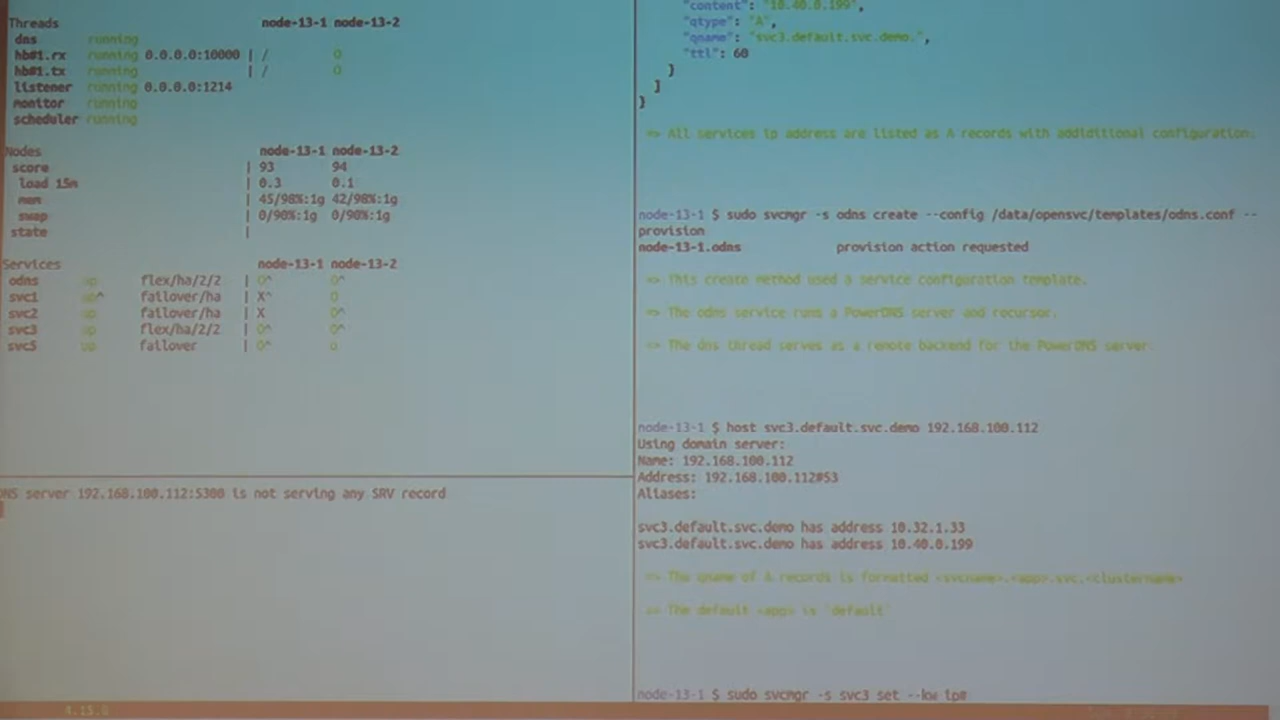 Threads node-13-1 node-13-2
dns running
hb#1.rx running 0.0.0.0:10000 | / O
hb#1.tx running | / O
listener running 0.0.0.0:1214
monitor running
scheduler running
Nodes node-13-1 node-13-2
score | 93 94
load 15m | 0.3 0.1
mem | 45/98%:1g 42/98%:1g
swap | 0/90%:1g 0/90%:1g
state |
Services node-13-1 node-13-2
odns up flex/ha/2/2 | O^ O^
svc1 up^ failover/ha | X^ O
svc2 up failover/ha | X O^
svc3 up flex/ha/2/2 | O^ O^
svc5 up failover | O^ o
NS server 192.168.100.112:5300 is not serving any SRV record
4.15.0
"content": "10.40.0.199",
"qtype": "A",
"qname": "svc3.default.svc.demo.",
"ttl": 60
}
]
}
=> All services ip address are listed as A records with addiditional configuration.
node-13-1 $ sudo svcmgr -s odns create --config /data/opensvc/templates/odns.conf --
provision
node-13-1.odns provision action requested
=> This create method used a service configuration template.
=> The odns service runs a PowerDNS server and recursor.
=> The dns thread serves as a remote backend for the PowerDNS server.
node-13-1 $ host svc3.default.svc.demo 192.168.100.112
Using domain server:
Name: 192.168.100.112
Address: 192.168.100.112#53
Aliases:
svc3.default.svc.demo has address 10.32.1.33
svc3.default.svc.demo has address 10.40.0.199
=> The qname of A records is formatted <svcname>.<app>.svc.<clustername>
=> The default <app> is 'default'
node-13-1 $ sudo svcmgr -s svc3 set --kw ip#